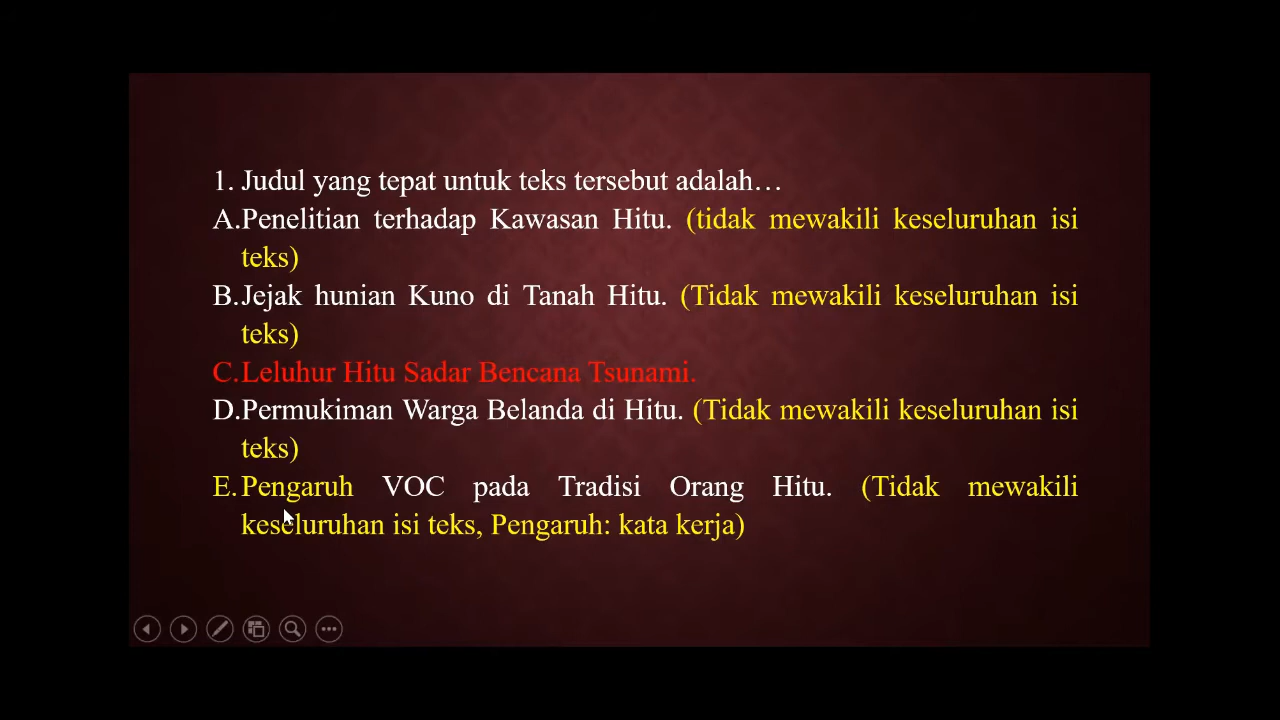 1. Judul yang tepat untuk teks tersebut adalah…
A.Penelitian terhadap Kawasan Hitu. (tidak mewakili keseluruhan isi
teks)
B.Jejak hunian Kuno di Tanah Hitu. (Tidak mewakili keseluruhan isi
teks)
C.Leluhur Hitu Sadar Bencana Tsunami.
D.Permukiman Warga Belanda di Hitu. (Tidak mewakili keseluruhan isi
teks)
E.Pengaruh VOC pada Tradisi Orang Hitu. (Tidak mewakili
keseluruhan isi teks, Pengaruh: kata kerja)